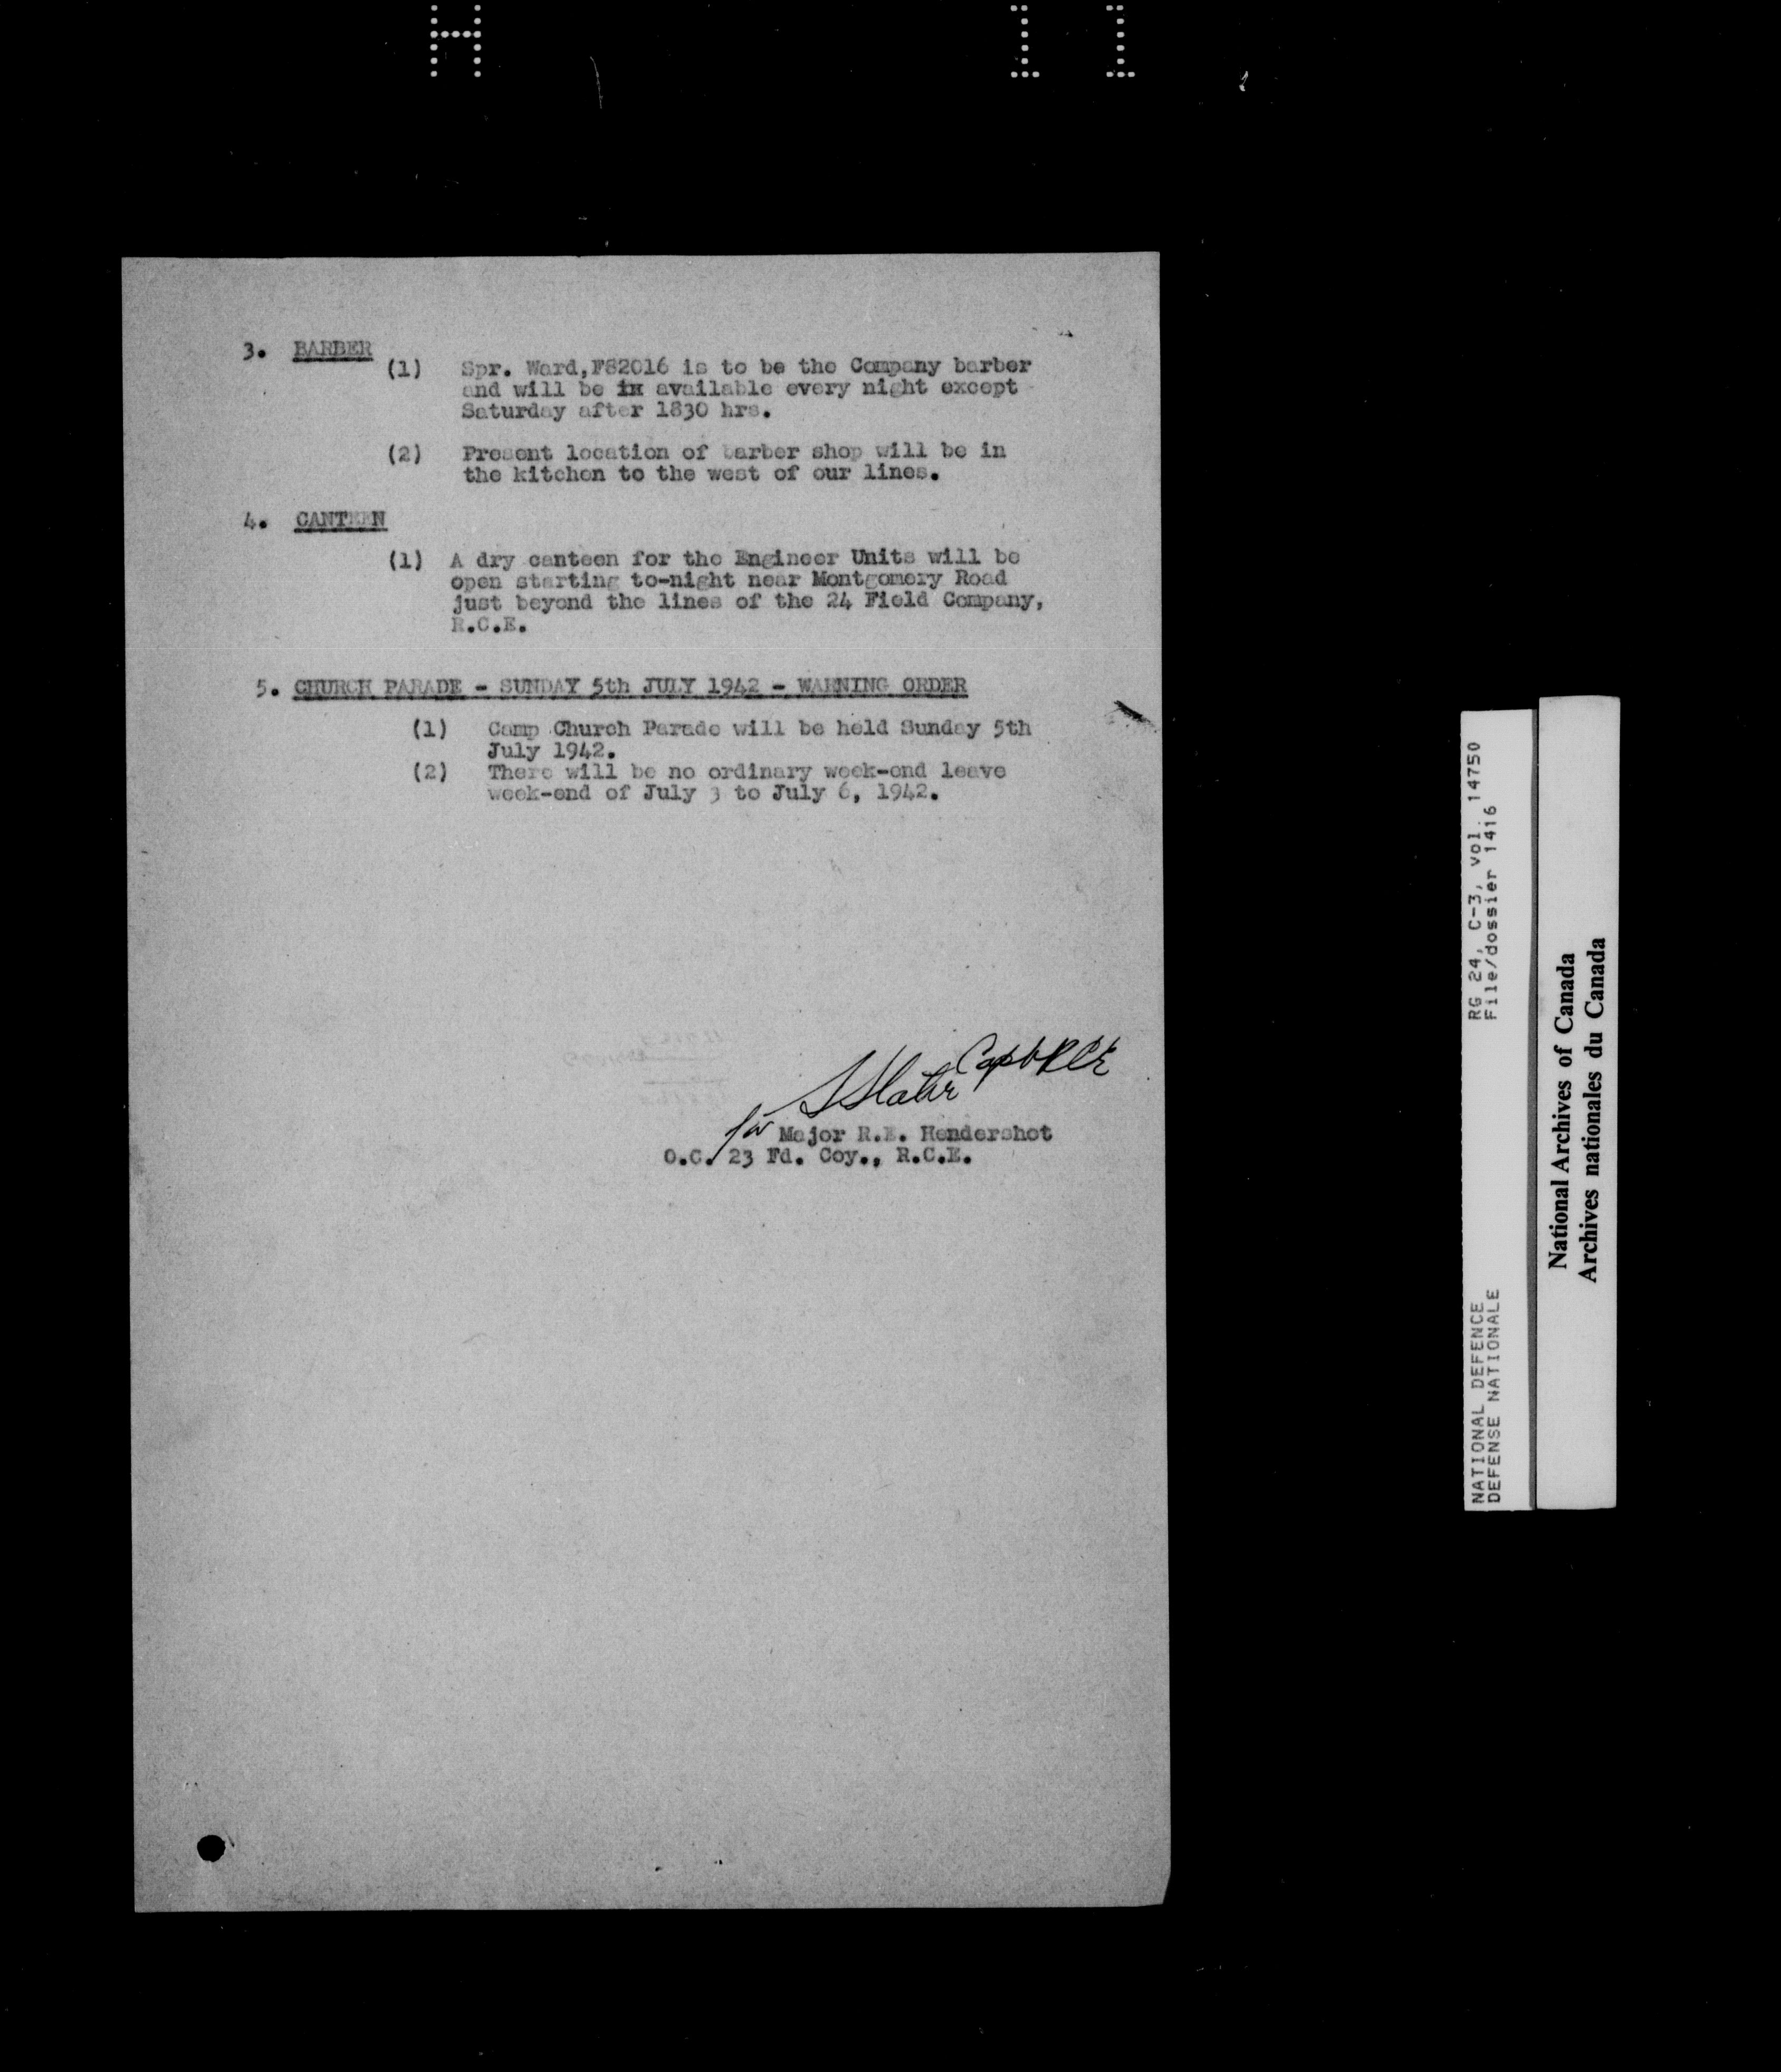 H 11
3. BARBER
(1) Spr. Ward,F82016 is to be the Company barber
and will be in available every night except
Saturday after 1830 hrs.
(2) Present location of barber shop will be in
the kitchen to the west of our lines.
4. CANTEEN
(1) A dry canteen for the Engineer Units will be
open starting to-night near Montgomery Road
just beyond the lines of the 24 Field Company,
R.C.E.
5. CHURCH PARADE - SUNDAY 5th JULY 1942 - WARNING ORDER
(1) Camp Church Parade will be held Sunday 5th
July 1942.
(2) There will be no ordinary week-end leave
week-end of July 3 to July 6, 1942.
Capt RCE
for Major R.E. Hendershot
O.C. 23 Fd. Coy., R.C.E.
NATIONAL DEFENCE RG 24, C-3, vol. 14750
DEFENSE NATIONALE File/dossier 1416
National Archives of Canada
Archives nationales du Canada